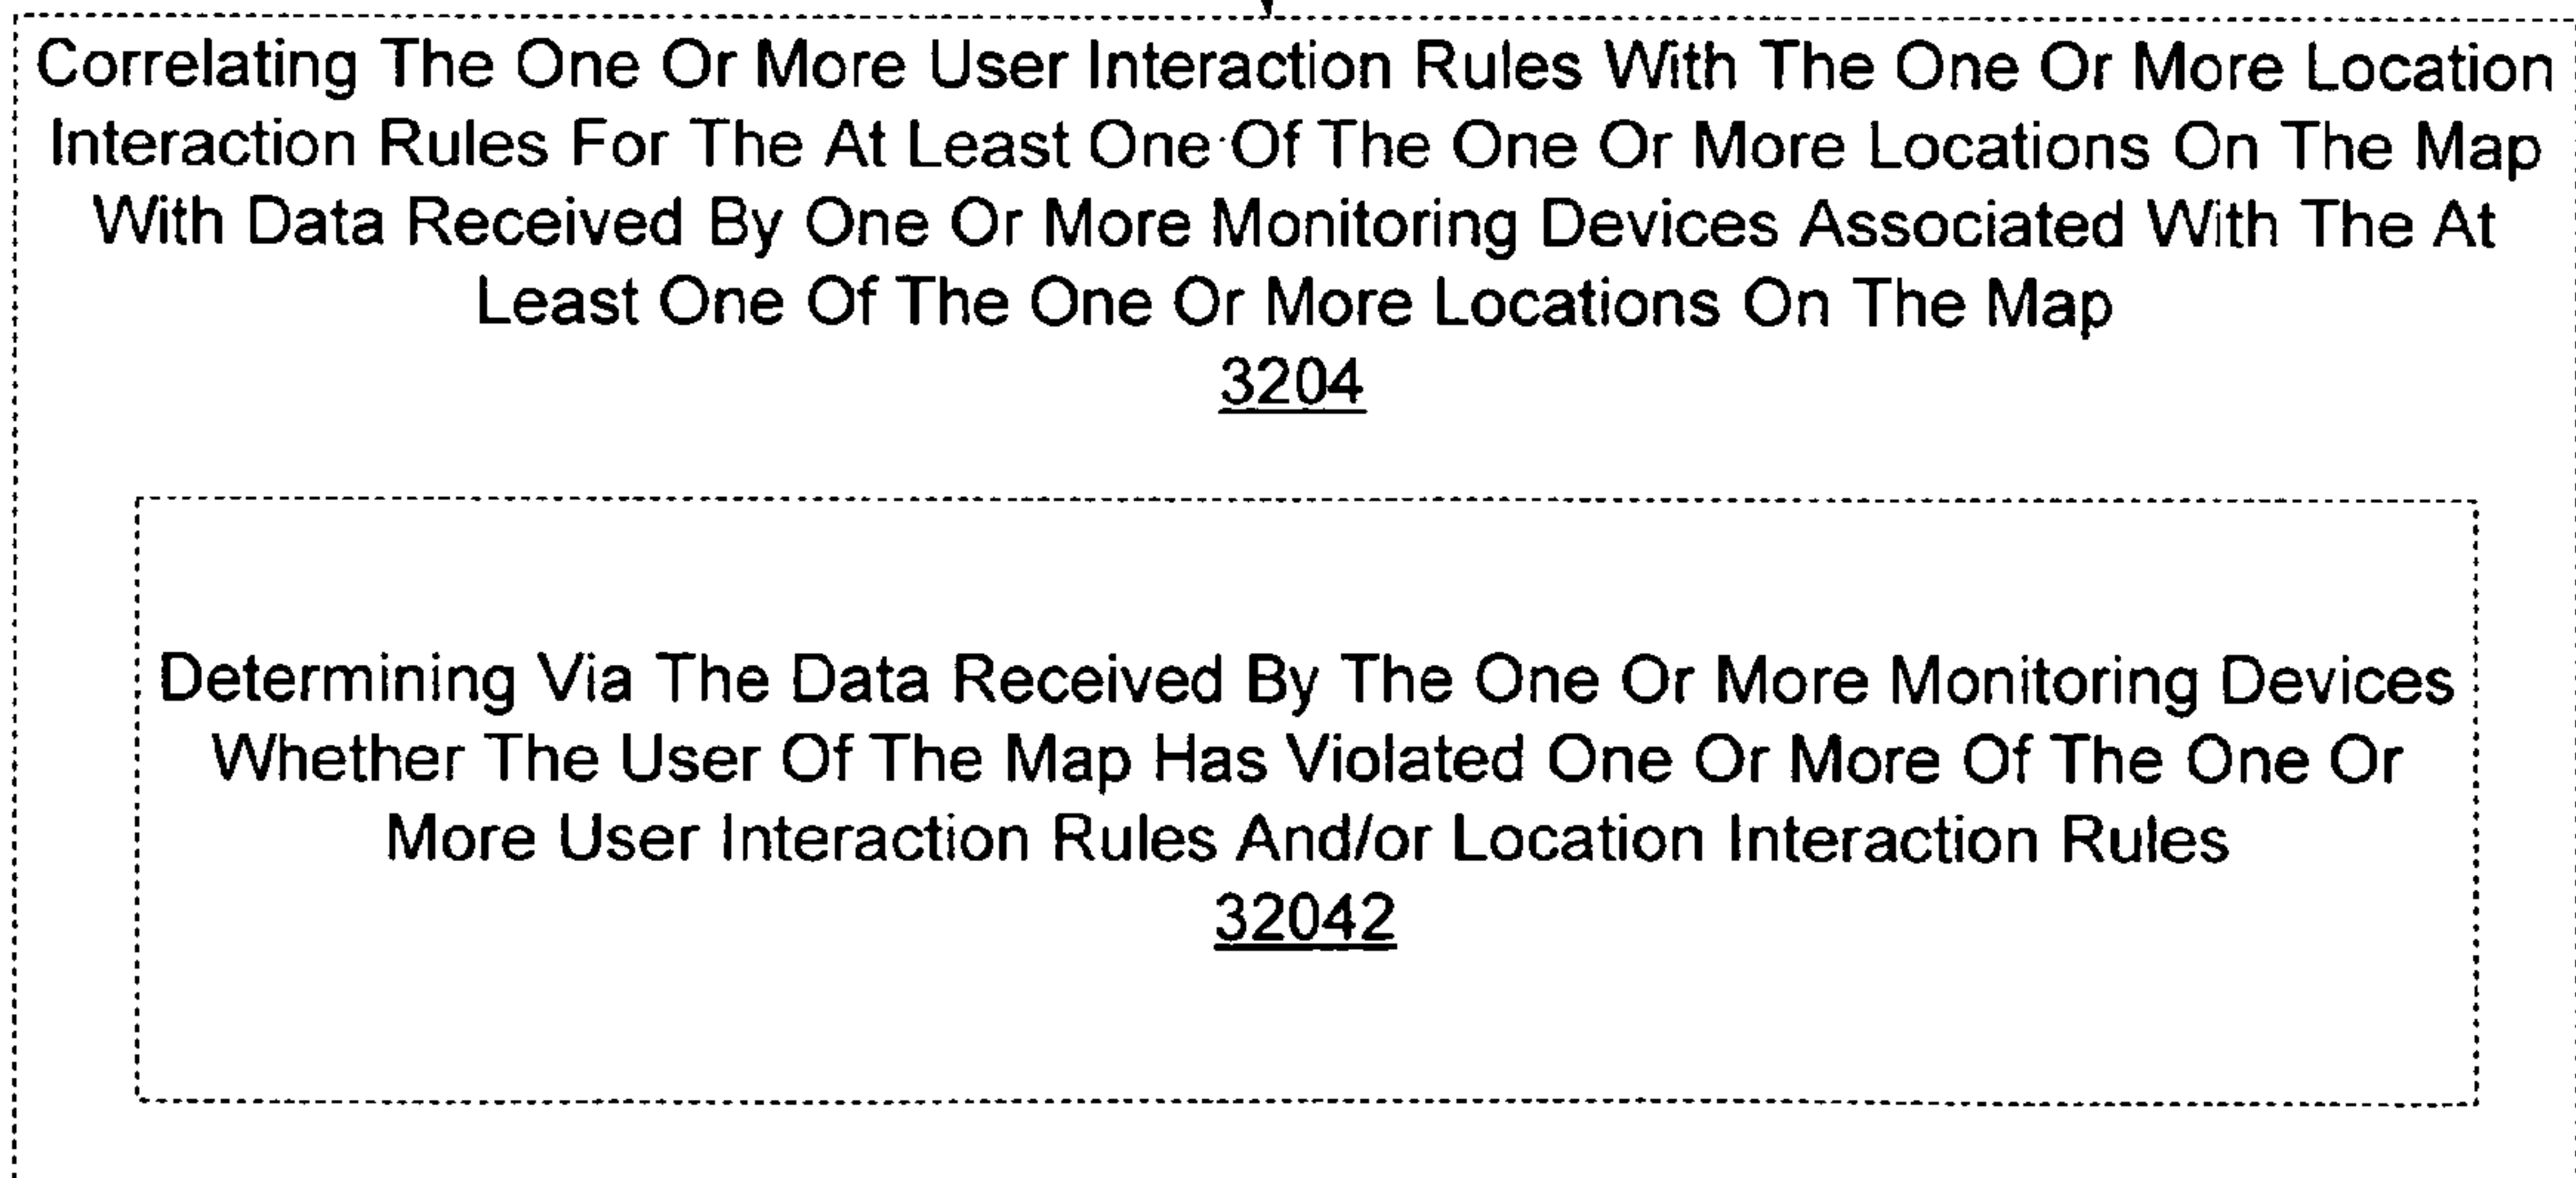 Correlating The One Or More User Interaction Rules With The One Or More Location
Interaction Rules For The At Least One Of The One Or More Locations On The Map
With Data Received By One Or More Monitoring Devices Associated With The At
Least One Of The One Or More Locations On The Map
3204
Determining Via The Data Received By The One Or More Monitoring Devices
Whether The User Of The Map Has Violated One Or More Of The One Or
More User Interaction Rules And/or Location Interaction Rules
32042